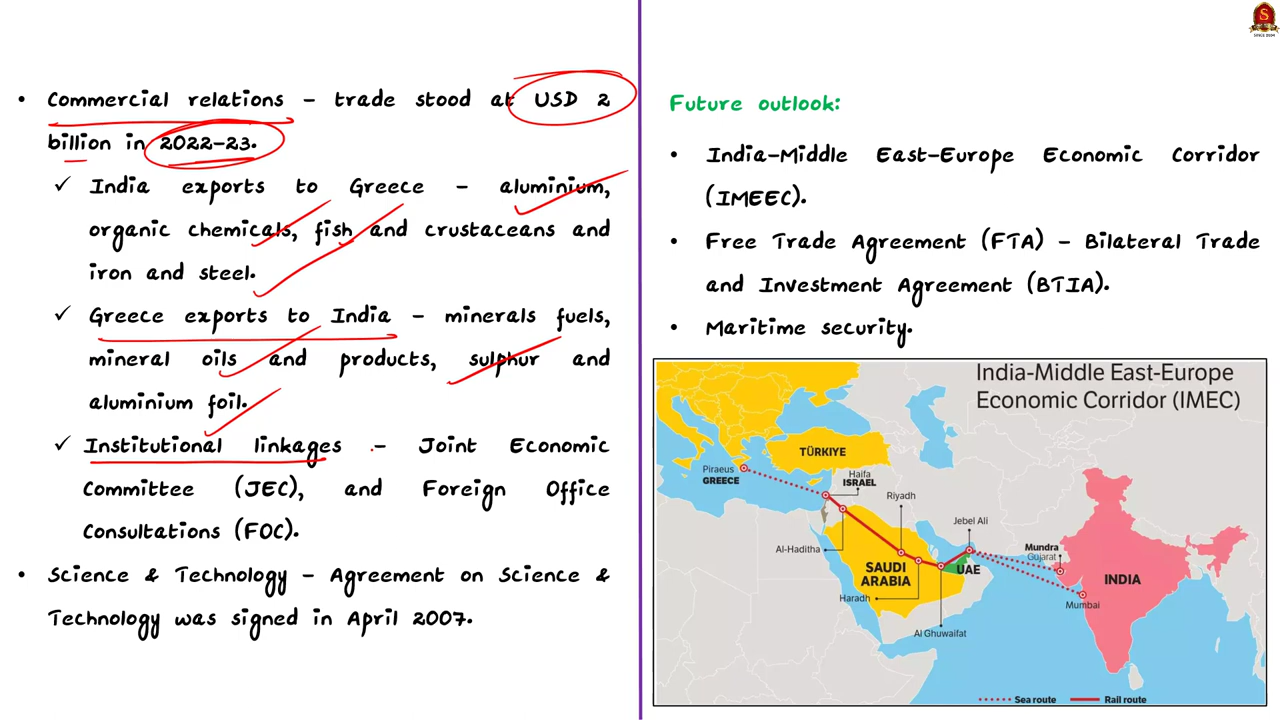 • Commercial relations – trade stood at USD 2
billion in 2022-23.
✓ India exports to Greece – aluminium,
organic chemicals, fish and crustaceans and
iron and steel.
✓ Greece exports to India – minerals fuels,
mineral oils and products, sulphur and
aluminium foil.
✓ Institutional linkages – Joint Economic
Committee (JEC), and Foreign Office
Consultations (FOC).
• Science & Technology – Agreement on Science &
Technology was signed in April 2007.
S
SINCE 2004
Future outlook:
• India-Middle East-Europe Economic Corridor
(IMEEC).
• Free Trade Agreement (FTA) – Bilateral Trade
and Investment Agreement (BTIA).
• Maritime security.
India-Middle East-Europe
Economic Corridor (IMEC)
TÜRKIYE
Piraeus
GREECE
Haifa
ISRAEL
Riyadh
Jebel Ali
Al-Haditha
Mundra
Gujarat
SAUDI
ARABIA
UAE
INDIA
Haradh
Mumbai
Al Ghuwaifat
Sea route
Rail route